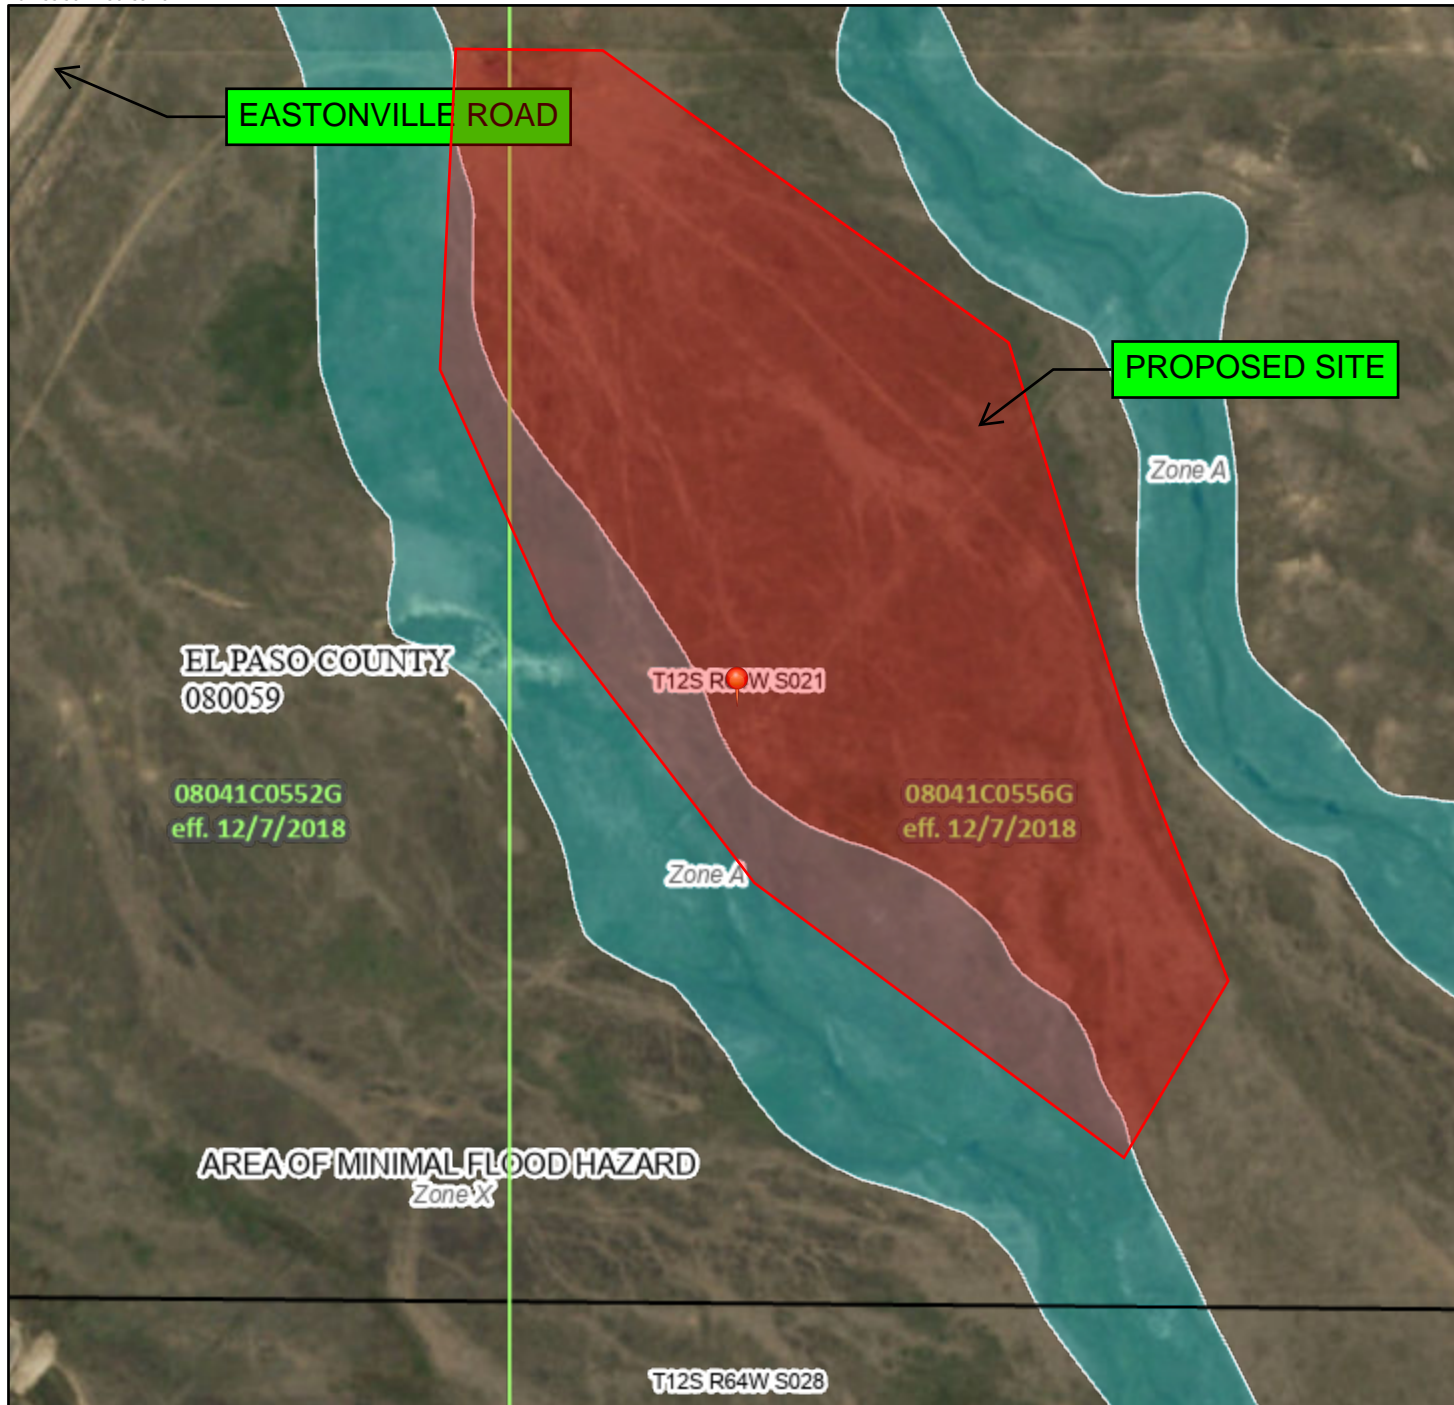 EASTONVILLE ROAD
PROPOSED SITE
Zone A
EL PASO COUNTY
080059
T12S R W S021
08041C0552G
eff. 12/7/2018
08041C0556G
eff. 12/7/2018
Zone A
AREA OF MINIMAL FLOOD HAZARD
Zone X
T12S R64W S028